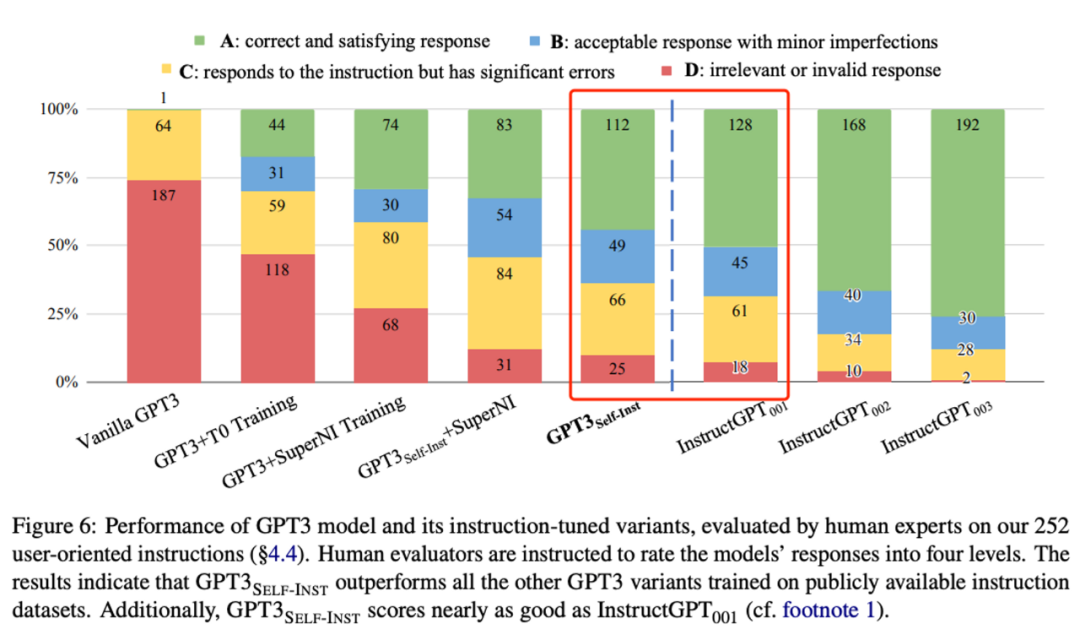 A: correct and satisfying response B: acceptable response with minor imperfections
C: responds to the instruction but has significant errors D: irrelevant or invalid response
100%
75%
50%
25%
0%
1
64
187
44
31
59
118
74
30
80
68
83
54
84
31
112
49
66
25
128
45
61
18
168
40
34
10
192
30
28
2
Vanilla GPT3
GPT3+T0 Training
GPT3+SuperNI Training
GPT3Self-Inst+SuperNI
GPT3Self-Inst
InstructGPT001
InstructGPT002
InstructGPT003
Figure 6: Performance of GPT3 model and its instruction-tuned variants, evaluated by human experts on our 252
user-oriented instructions (§4.4). Human evaluators are instructed to rate the models' responses into four levels. The
results indicate that GPT3SELF-INST outperforms all the other GPT3 variants trained on publicly available instruction
datasets. Additionally, GPT3SELF-INST scores nearly as good as InstructGPT001 (cf. footnote 1).